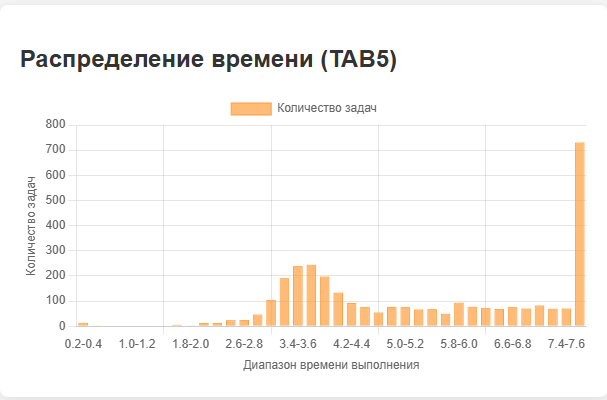 Распределение времени (TAB5)
Количество задач
800
700
600
500
400
300
200
100
0
Количество задач
0.2-0.4 1.0-1.2 1.8-2.0 2.6-2.8 3.4-3.6 4.2-4.4 5.0-5.2 5.8-6.0 6.6-6.8 7.4-7.6
Диапазон времени выполнения